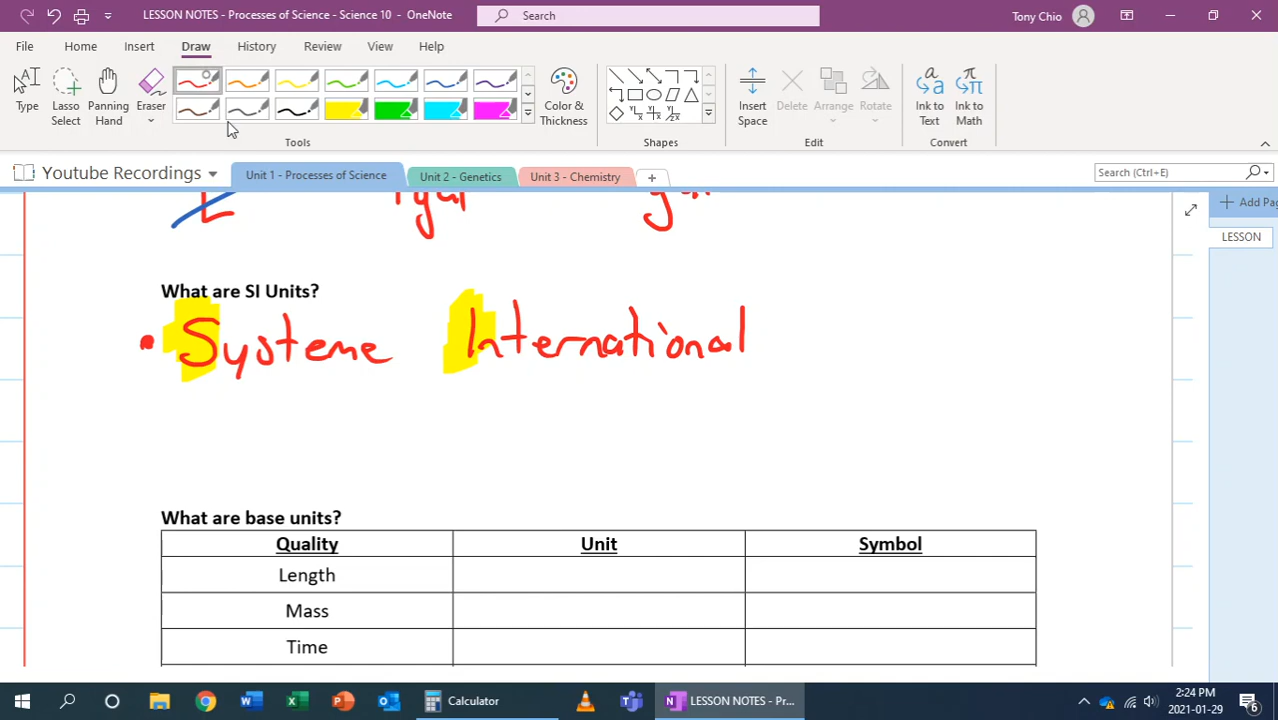 LESSON NOTES - Processes of Science - Science 10 - OneNote
Search
Tony Chio
File Home Insert Draw History Review View Help
Type
Lasso Select
Panning Hand
Eraser
Color & Thickness
Insert Space
Delete
Arrange
Rotate
Ink to Text
Ink to Math
Tools
Shapes
Edit
Convert
Youtube Recordings
Unit 1 - Processes of Science
Unit 2 - Genetics
Unit 3 - Chemistry
Search (Ctrl+E)
Add Pag
LESSON
What are SI Units?
• Systeme International
What are base units?
Quality Unit Symbol
Length
Mass
Time
Calculator
LESSON NOTES - Pr...
2:24 PM
2021-01-29
6